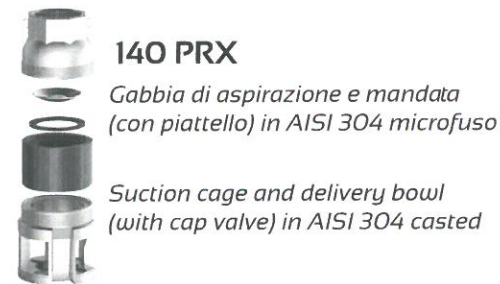 140 PRX
Gabbia di aspirazione e mandata
(con piattello) in AISI 304 microfuso
Suction cage and delivery bowl
(with cap valve) in AISI 304 casted